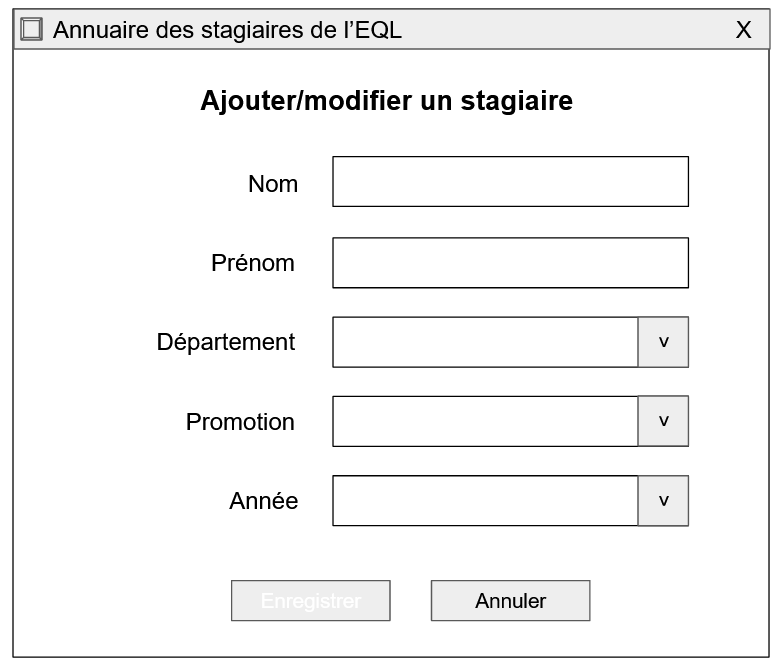 Annuaire des stagiaires de l’EQL X
Ajouter/modifier un stagiaire
Nom
Prénom
Département v
Promotion v
Année v
Enregistrer Annuler